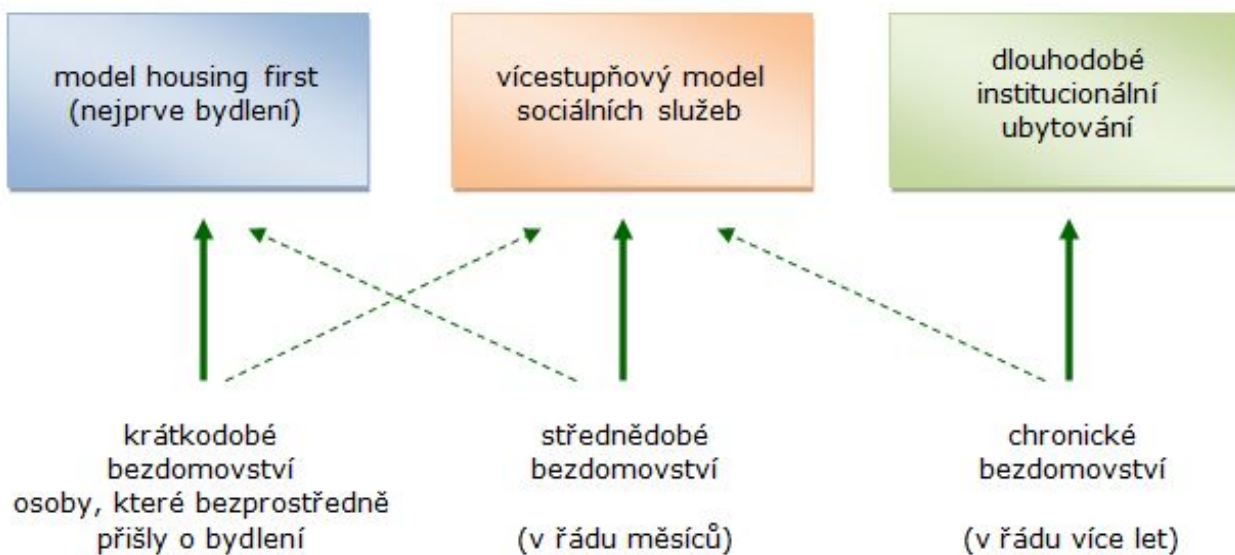 model housing first
(nejprve bydlení)
vícestupňový model
sociálních služeb
dlouhodobé
institucionální
ubytování
krátkodobé
bezdomovství
osoby, které bezprostředně
přišly o bydlení
střednědobé
bezdomovství
(v řádu měsíců)
chronické
bezdomovství
(v řádu více let)